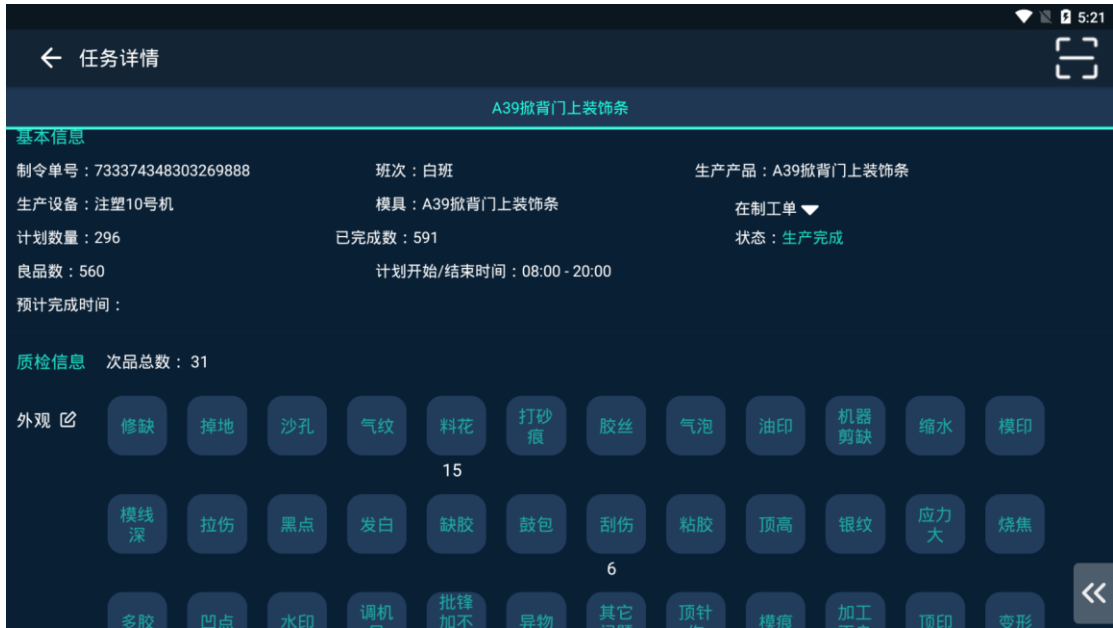 5:21
任务详情
A39掀背门上装饰条
基本信息
制令单号：733374348303269888 班次：白班 生产产品：A39掀背门上装饰条
生产设备：注塑10号机 模具：A39掀背门上装饰条 在制工单
计划数量：296 已完成数：591 状态：生产完成
良品数：560 计划开始/结束时间：08:00 - 20:00
预计完成时间：
质检信息 次品总数：31
外观 修缺 掉地 沙孔 气纹 料花 打砂痕 胶丝 气泡 油印 机器剪缺 缩水 模印
15
模线深 拉伤 黑点 发白 缺胶 鼓包 刮伤 粘胶 顶高 银纹 应力大 烧焦
6
多胶 凹点 水印 调机 批锋加不 异物 其它 顶针 模痕 加工 顶印 变形